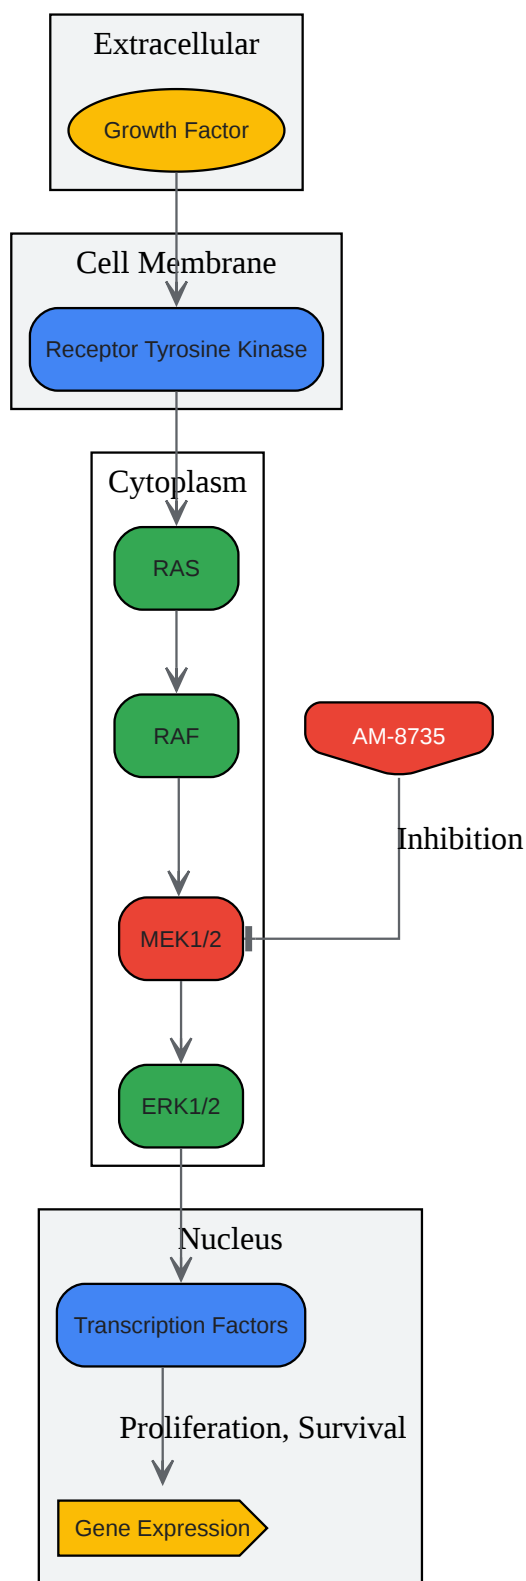 Extracellular
Growth Factor
Cell Membrane
Receptor Tyrosine Kinase
Cytoplasm
RAS
RAF
AM-8735
Inhibition
MEK1/2
ERK1/2
Nucleus
Transcription Factors
Proliferation, Survival
Gene Expression